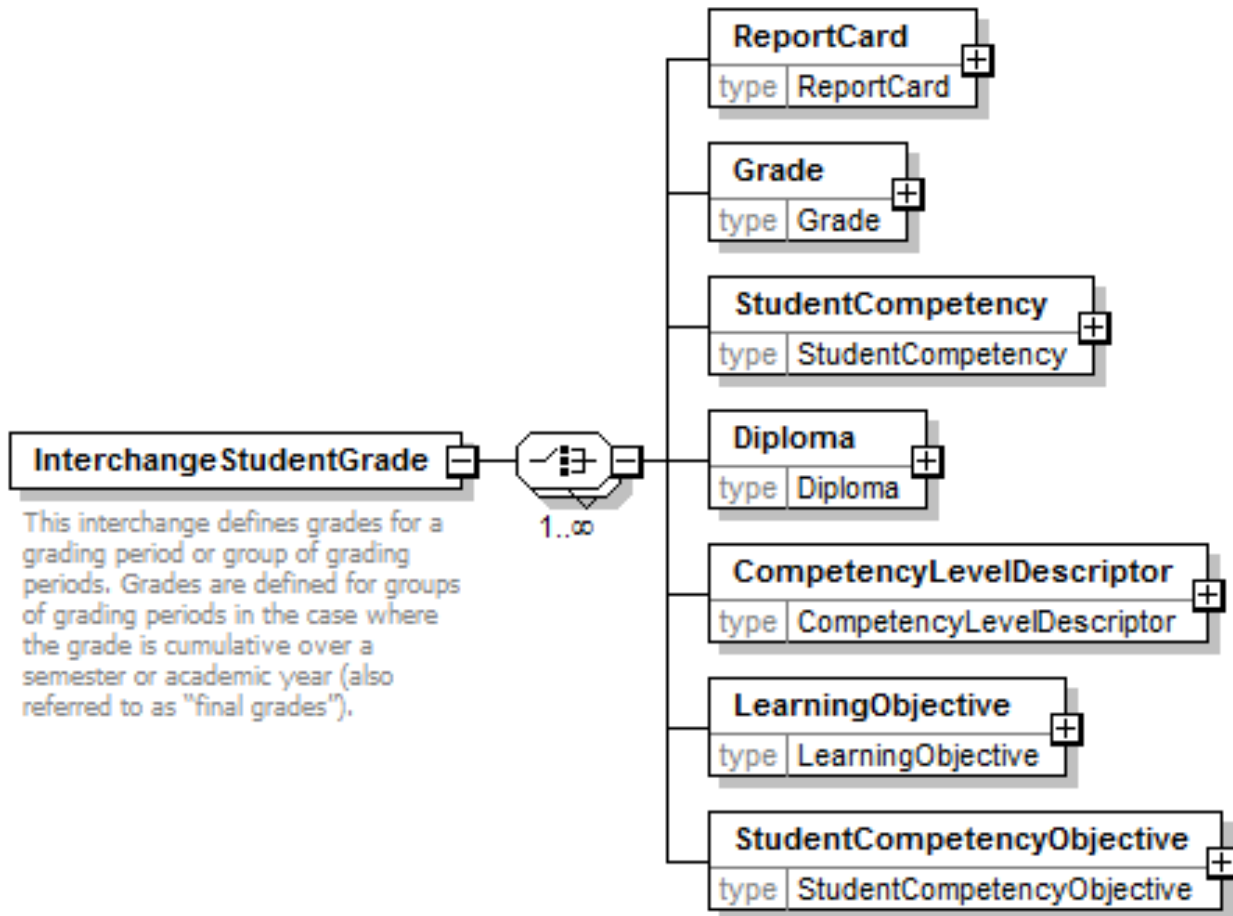 ReportCard
type ReportCard
Grade
type Grade
StudentCompetency
type StudentCompetency
Diploma
type Diploma
InterchangeStudentGrade
This interchange defines grades for a
grading period or group of grading
periods. Grades are defined for groups
of grading periods in the case where
the grade is cumulative over a
semester or academic year (also
referred to as “final grades”).
1..∞
CompetencyLevelDescriptor
type CompetencyLevelDescriptor
LearningObjective
type LearningObjective
StudentCompetencyObjective
type StudentCompetencyObjective